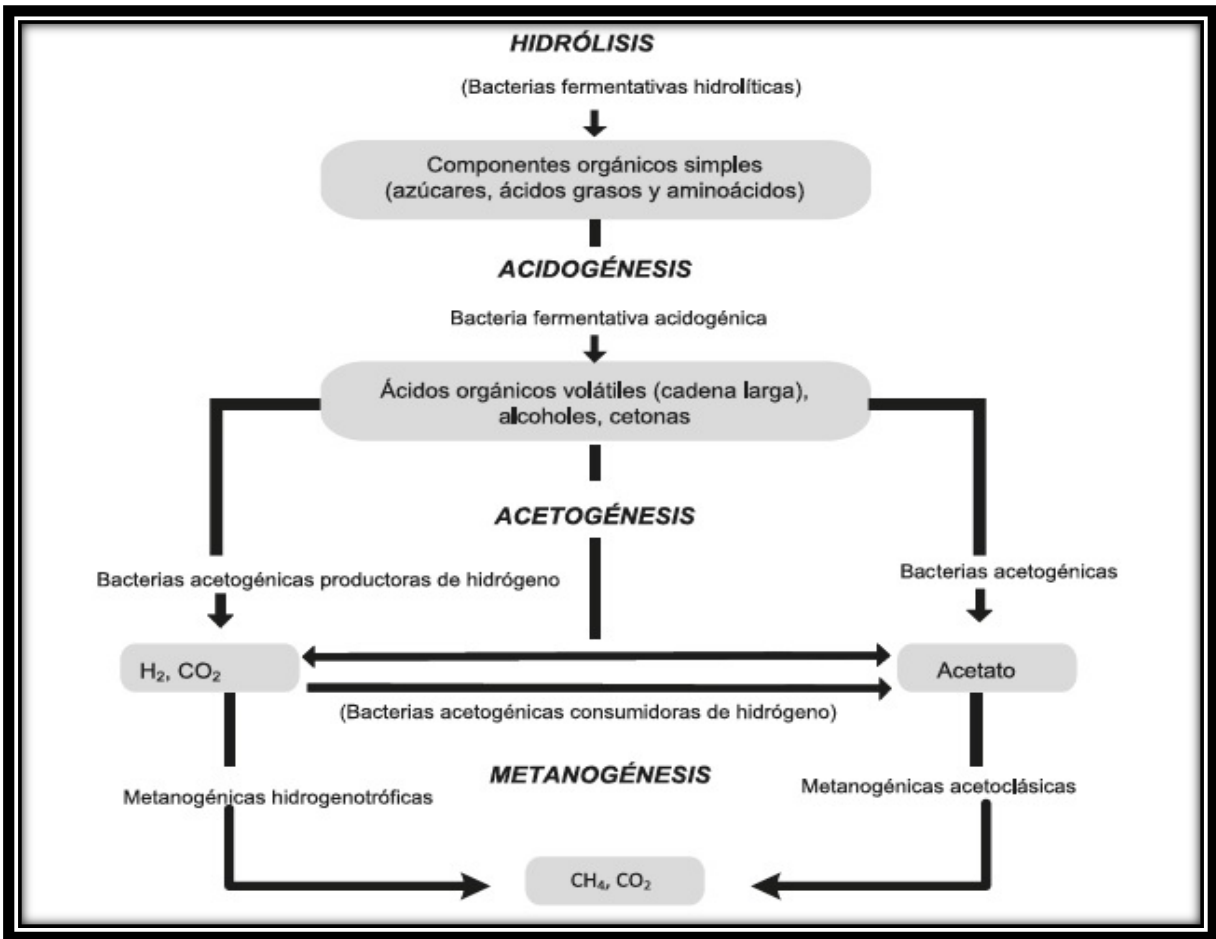 HIDRÓLISIS
(Bacterias fermentativas hidrolíticas)
Componentes orgánicos simples
(azúcares, ácidos grasos y aminoácidos)
ACIDOGÉNESIS
Bacteria fermentativa acidogénica
Ácidos orgánicos volátiles (cadena larga),
alcoholes, cetonas
ACETOGÉNESIS
Bacterias acetogénicas productoras de hidrógeno
Bacterias acetogénicas
H₂, CO₂
Acetato
(Bacterias acetogénicas consumidoras de hidrógeno)
METANOGÉNESIS
Metanogénicas hidrogenotróficas
Metanogénicas acetoclásicas
CH₄, CO₂